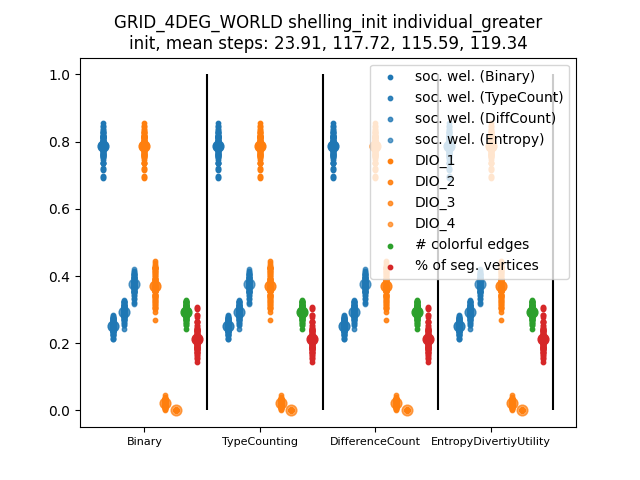 GRID_4DEG_WORLD shelling_init individual_greater
init, mean steps: 23.91, 117.72, 115.59, 119.34
1.0
0.8
0.6
0.4
0.2
0.0
soc. wel. (Binary)
soc. wel. (TypeCount)
soc. wel. (DiffCount)
soc. wel. (Entropy)
DIO_1
DIO_2
DIO_3
DIO_4
# colorful edges
% of seg. vertices
Binary
TypeCounting
DifferenceCount
EntropyDivertiyUtility